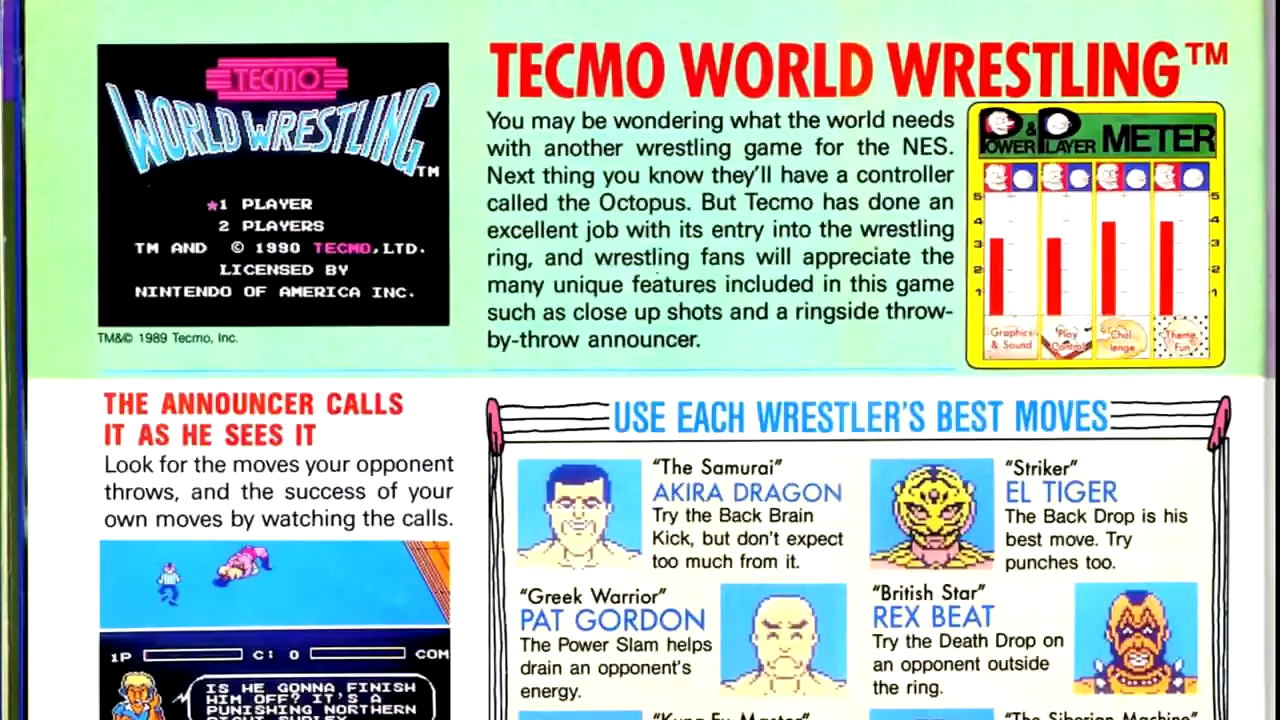 TECMO
WORLD WRESTLING™
*1 PLAYER
2 PLAYERS
TM AND © 1990 TECMO,LTD.
LICENSED BY
NINTENDO OF AMERICA INC.
TM&© 1989 Tecmo, Inc.
TECMO WORLD WRESTLING™
You may be wondering what the world needs
with another wrestling game for the NES.
Next thing you know they'll have a controller
called the Octopus. But Tecmo has done an
excellent job with its entry into the wrestling
ring, and wrestling fans will appreciate the
many unique features included in this game
such as close up shots and a ringside throw-
by-throw announcer.
POWER & PLAYER METER
5 5
4 4
3 3
2 2
1 1
Graphics
& Sound
Play
Control
Chal
lenge
Theme
Fun
THE ANNOUNCER CALLS
IT AS HE SEES IT
Look for the moves your opponent
throws, and the success of your
own moves by watching the calls.
1P C: 0 COM
IS HE GONNA FINISH
HIM OFF? IT'S A
PUNISHING NORTHERN
USE EACH WRESTLER'S BEST MOVES
"The Samurai"
AKIRA DRAGON
Try the Back Brain
Kick, but don't expect
too much from it.
"Striker"
EL TIGER
The Back Drop is his
best move. Try
punches too.
"Greek Warrior"
PAT GORDON
The Power Slam helps
drain an opponent's
energy.
"British Star"
REX BEAT
Try the Death Drop on
an opponent outside
the ring.
"Kung Fu Master"
"The Siberian Machine"